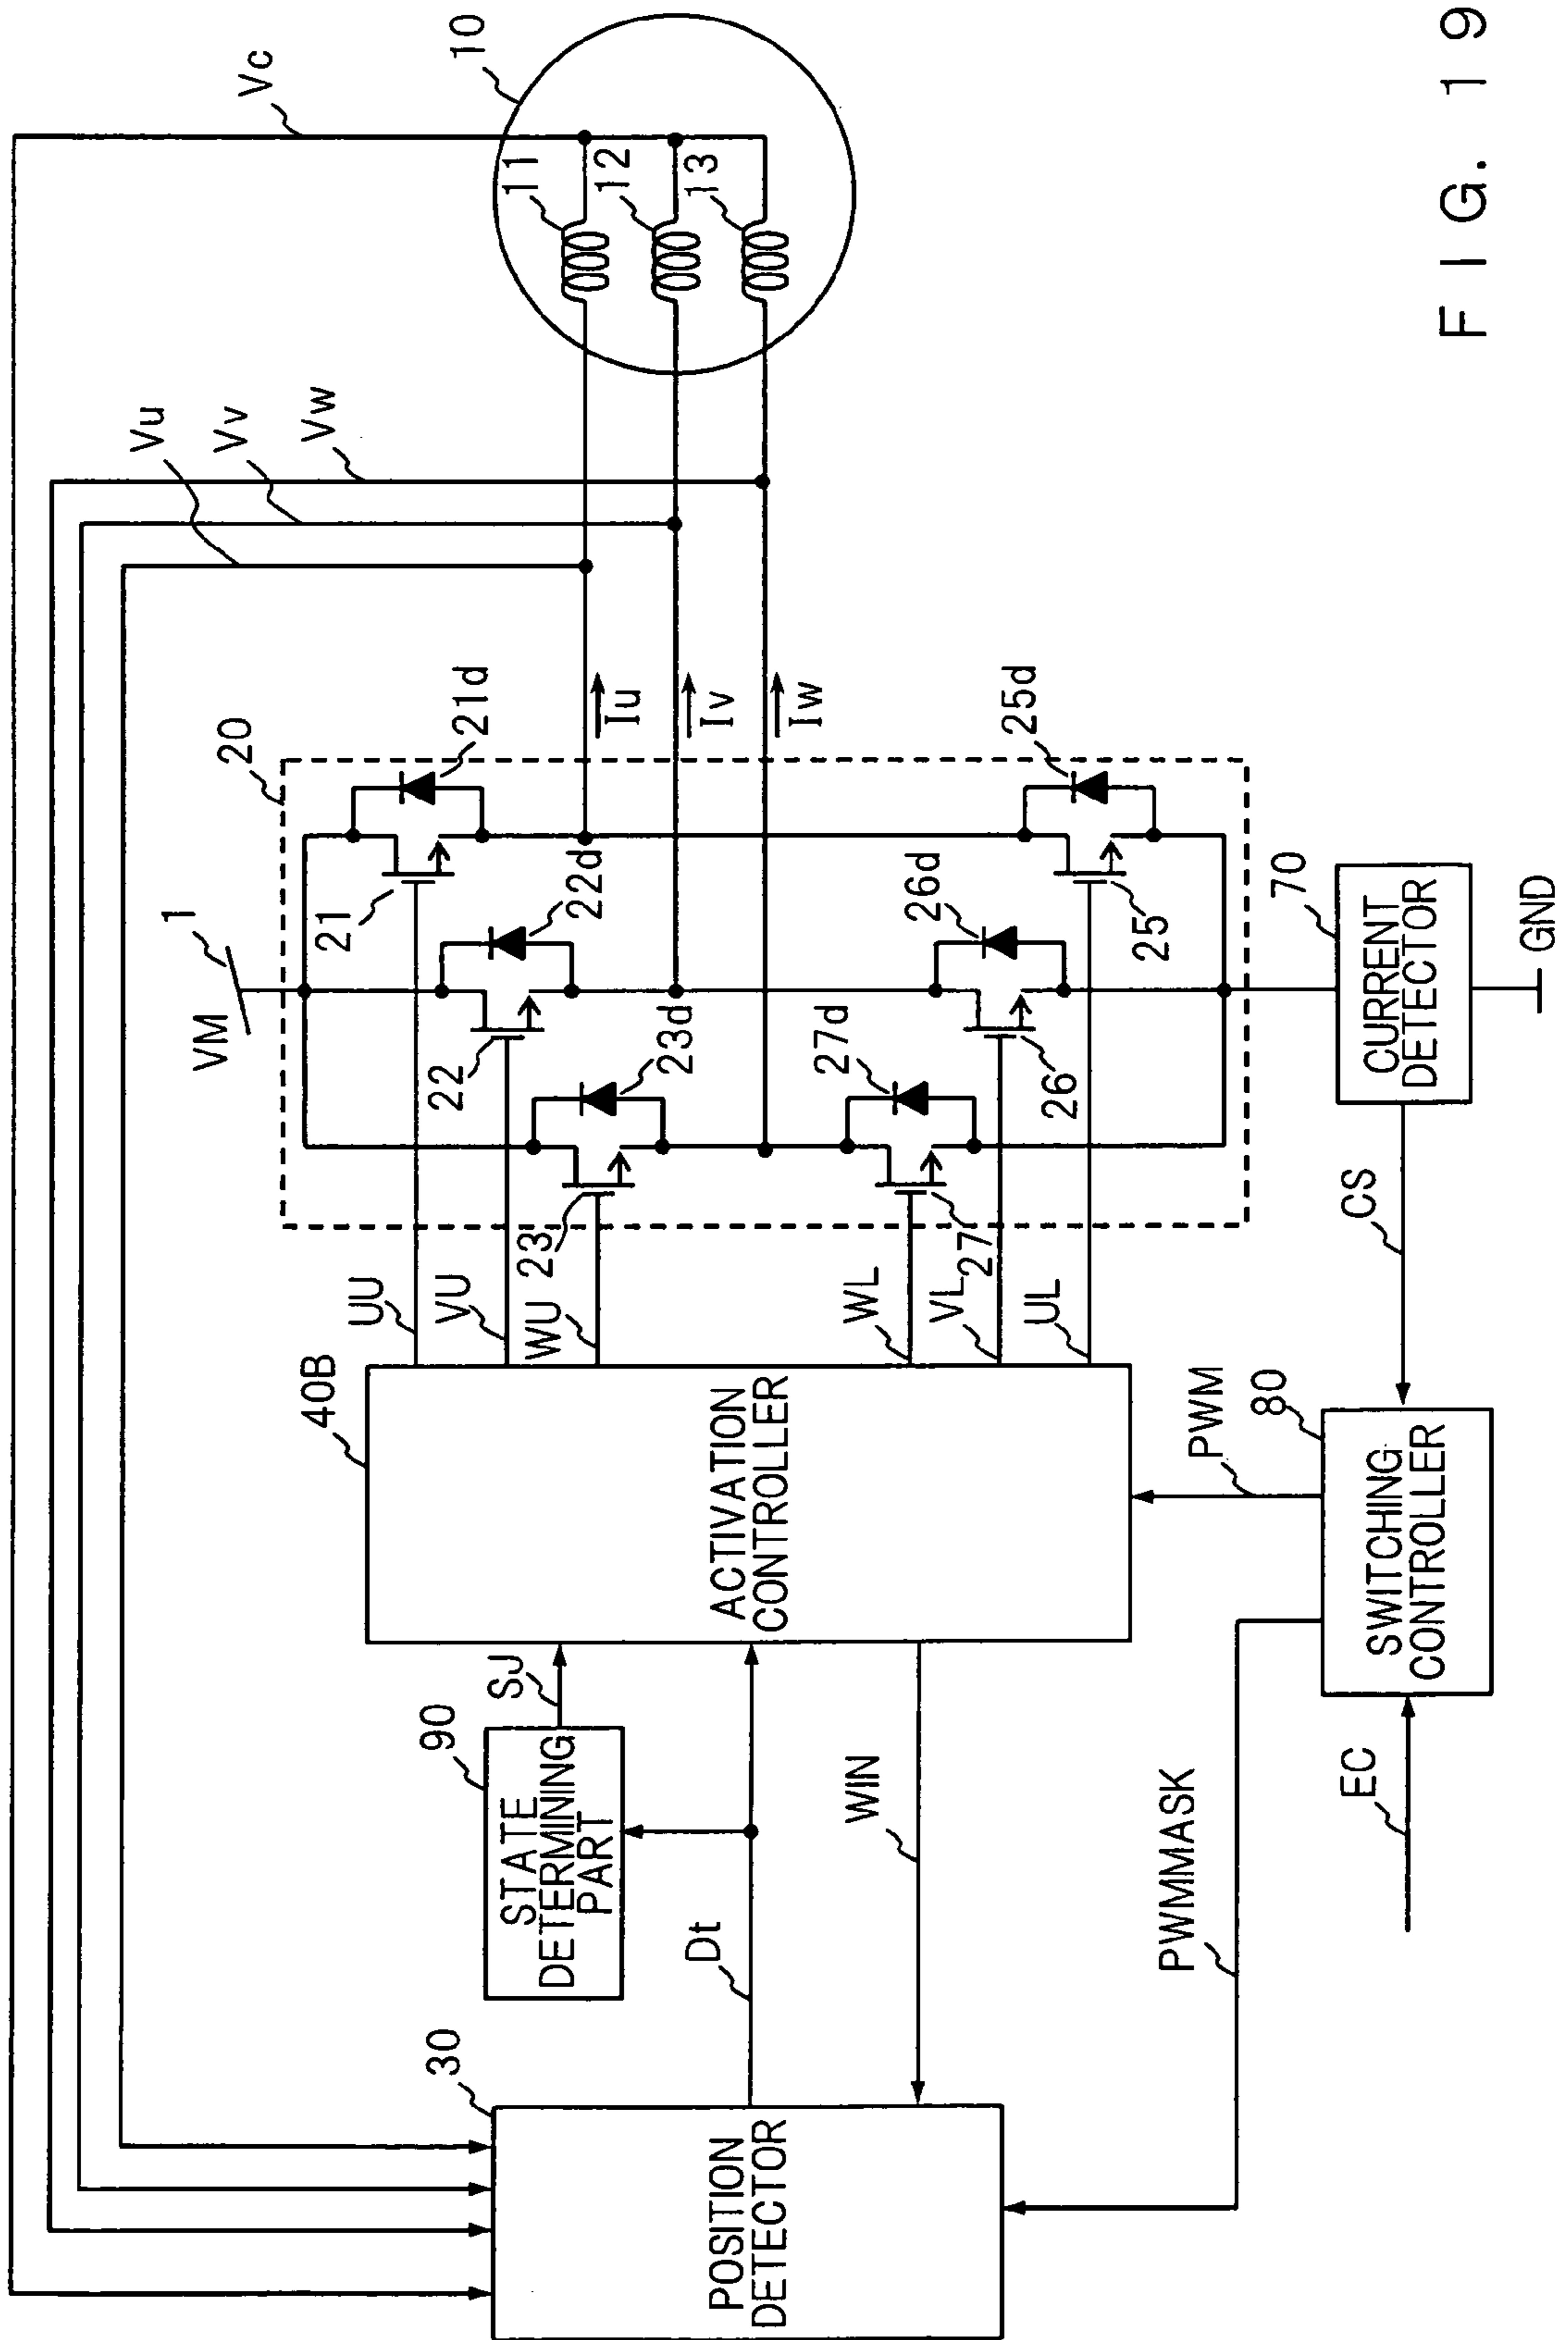 Vc
10
11
12
13
Vu
Vv
Vw
20
21d
Iu
Iv
Iw
25d
1
VM
21
22d
22
23d
23
26d
25
27d
26
27
70
CURRENT
DETECTOR
GND
CS
UU
VU
WU
WL
VL
UL
40B
ACTIVATION
CONTROLLER
PWM
80
SWITCHING
CONTROLLER
90
STATE
DETERMINING
PART
SJ
Dt
WIN
PWMMASK
EC
30
POSITION
DETECTOR
FIG. 19